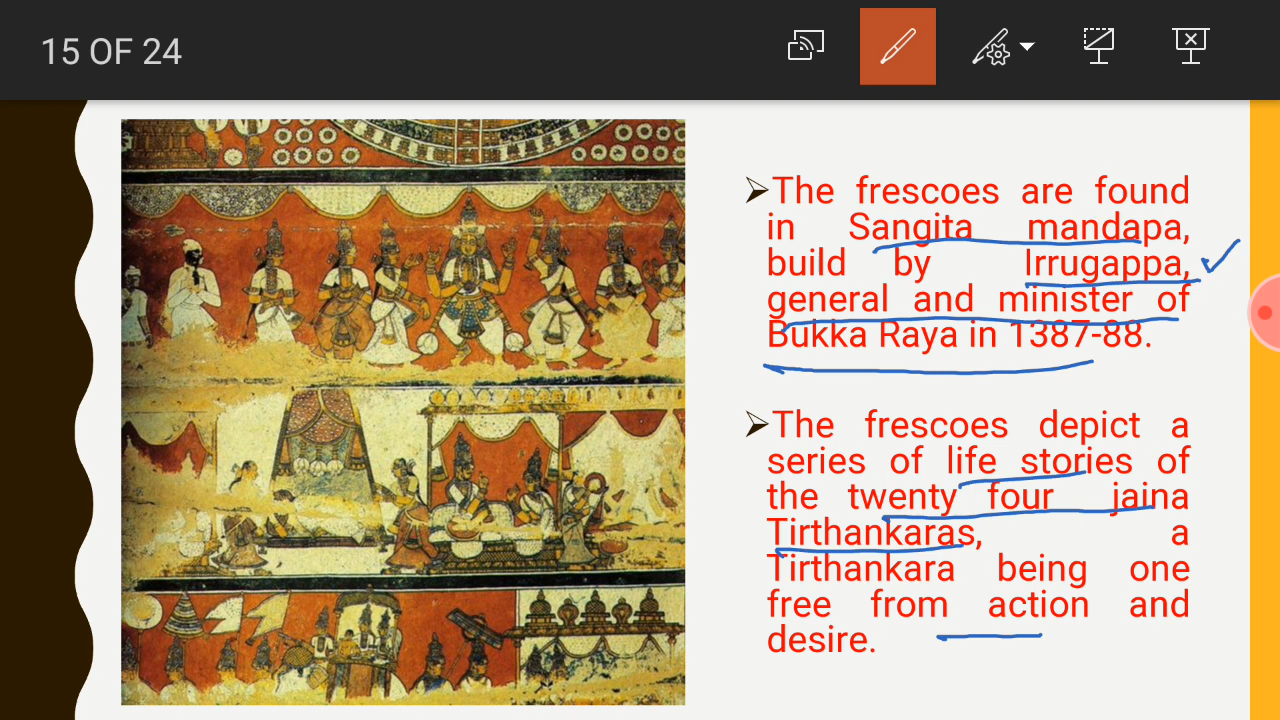 15 OF 24
➢The frescoes are found
in Sangita mandapa,
build by Irrugappa,
general and minister of
Bukka Raya in 1387-88.
➢The frescoes depict a
series of life stories of
the twenty four jaina
Tirthankaras, a
Tirthankara being one
free from action and
desire.